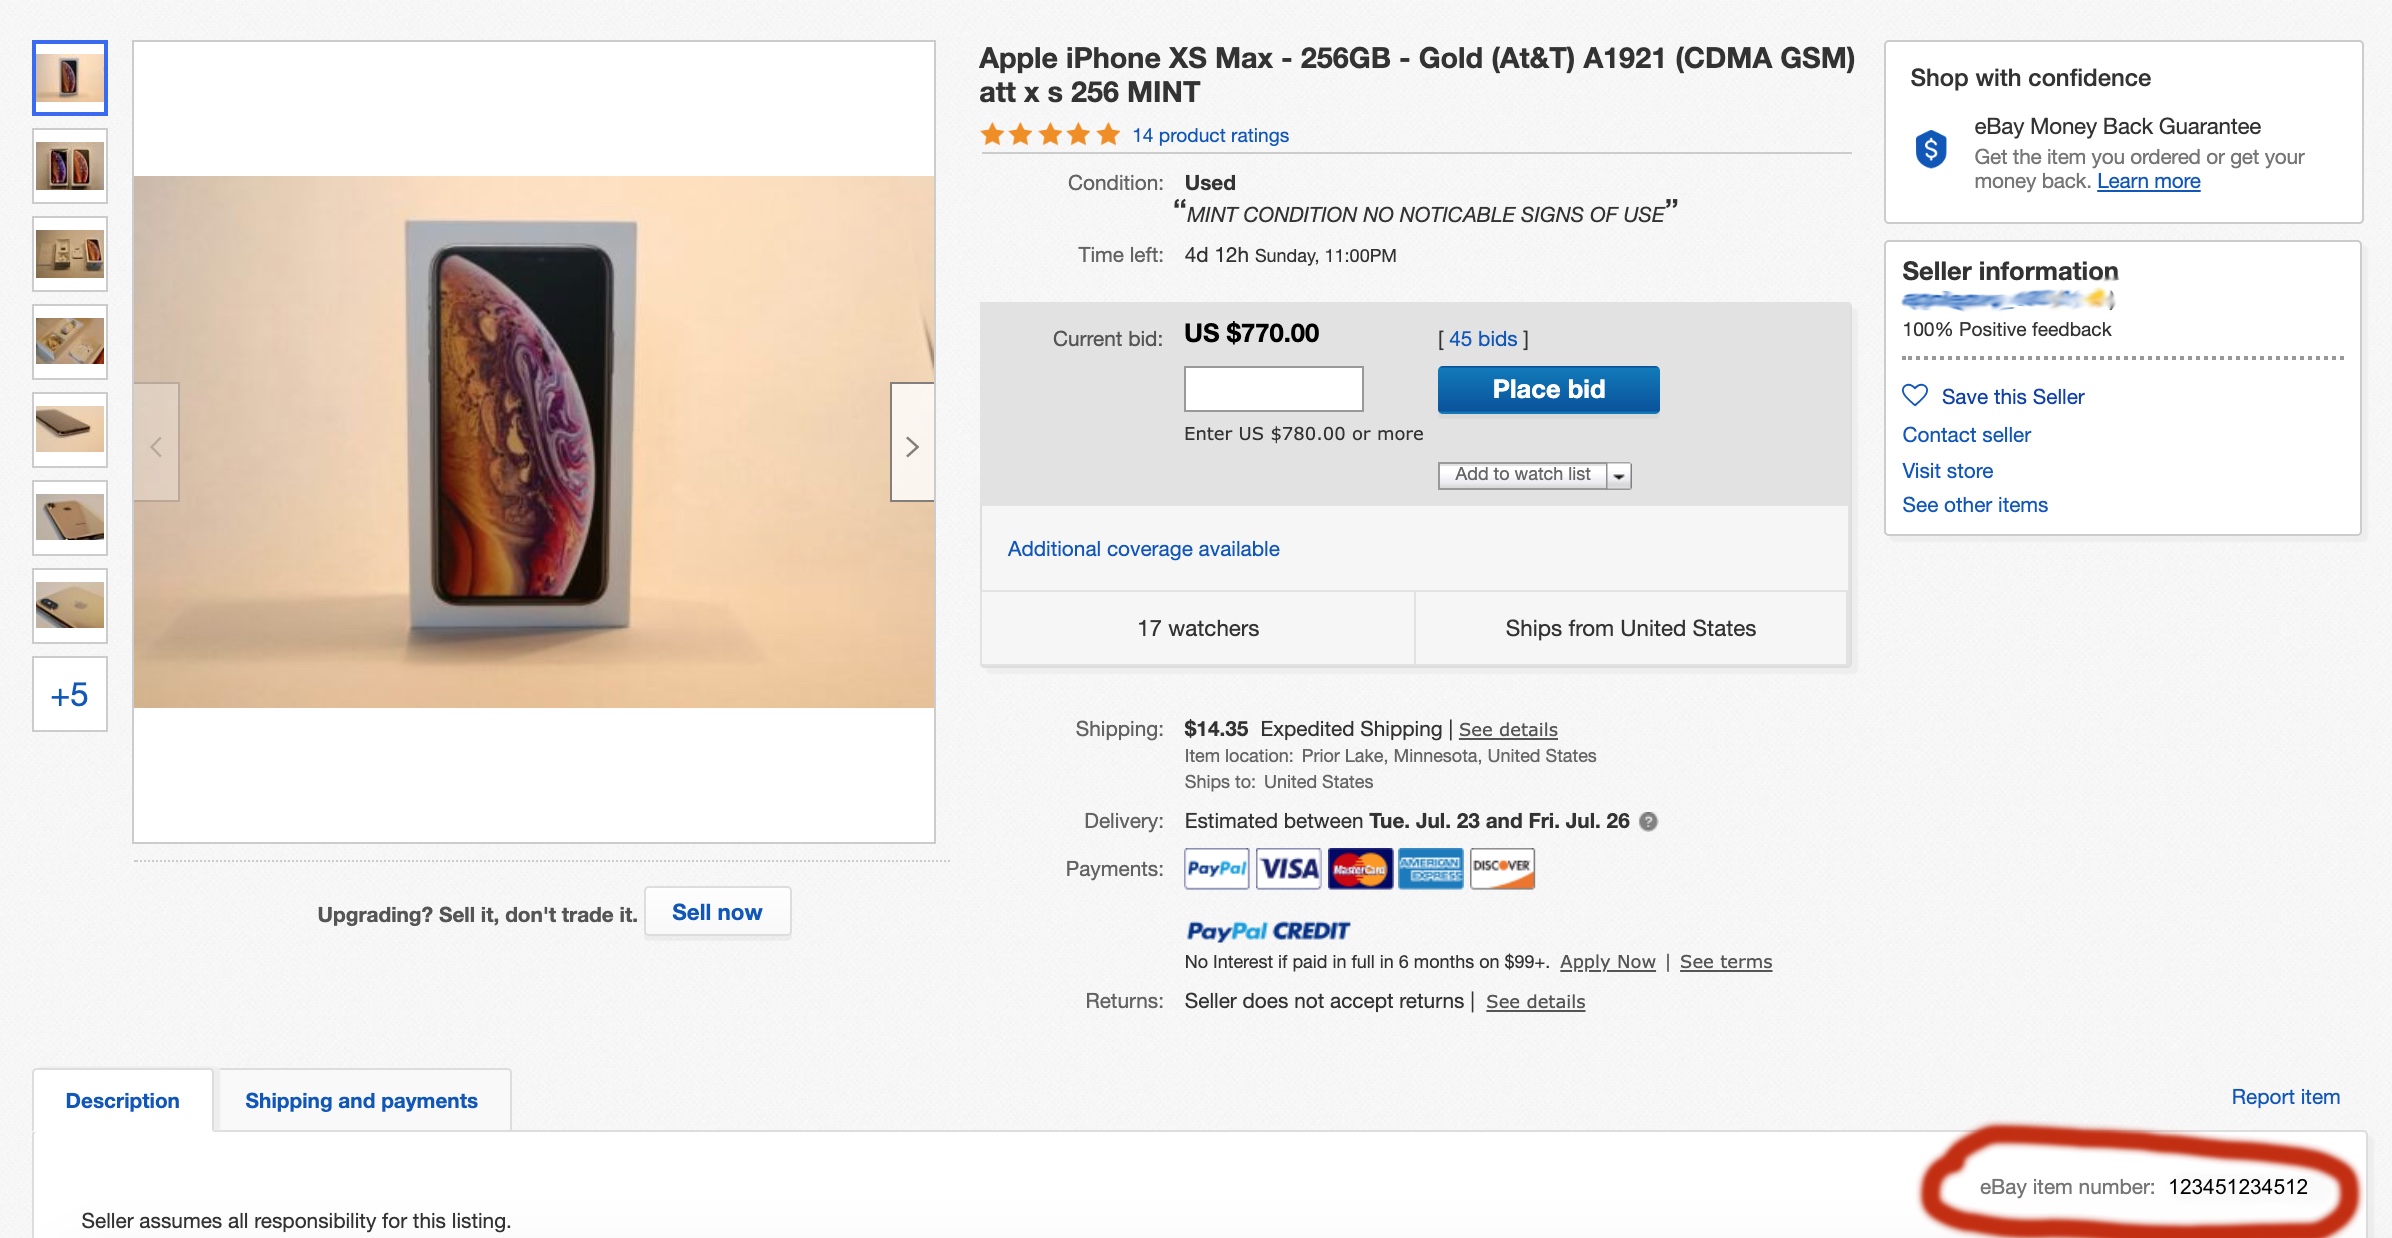 Apple iPhone XS Max - 256GB - Gold (At&T) A1921 (CDMA GSM)
att x s 256 MINT
14 product ratings
Condition: Used
“MINT CONDITION NO NOTICABLE SIGNS OF USE”
Time left: 4d 12h Sunday, 11:00PM
Current bid: US $770.00 [ 45 bids ]
Place bid
Enter US $780.00 or more
Add to watch list
Additional coverage available
17 watchers Ships from United States
Shipping: $14.35 Expedited Shipping | See details
Item location: Prior Lake, Minnesota, United States
Ships to: United States
Delivery: Estimated between Tue. Jul. 23 and Fri. Jul. 26 ?
Payments: PayPal VISA MasterCard AMERICAN EXPRESS DISCOVER
PayPal CREDIT
No Interest if paid in full in 6 months on $99+. Apply Now | See terms
Returns: Seller does not accept returns | See details
Shop with confidence
$
eBay Money Back Guarantee
Get the item you ordered or get your
money back. Learn more
Seller information
100% Positive feedback
Save this Seller
Contact seller
Visit store
See other items
+5
Upgrading? Sell it, don't trade it. Sell now
Description Shipping and payments
Report item
eBay item number: 123451234512
Seller assumes all responsibility for this listing.